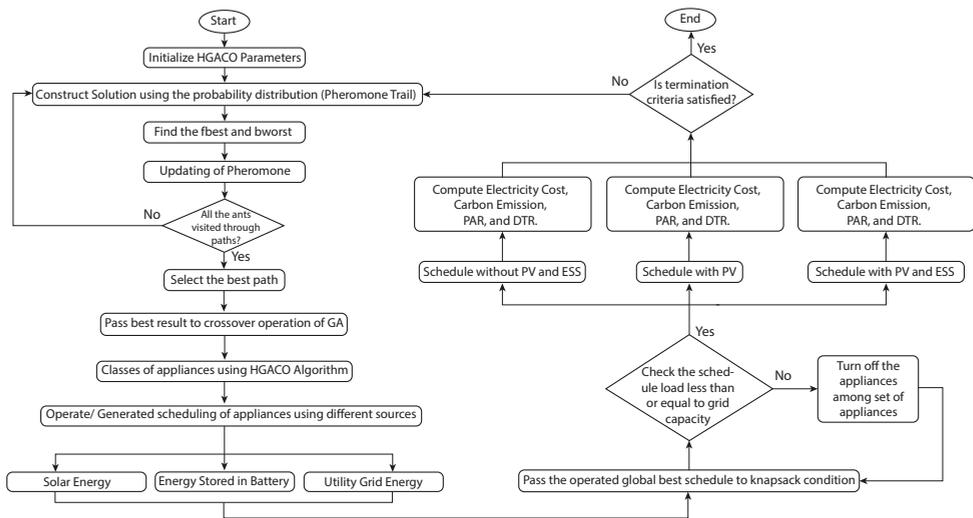 Start
Initialize HGACO Parameters
Construct Solution using the probability distribution (Pheromone Trail)
Find the fbest and bworst
Updating of Pheromone
No
All the ants
visited through
paths?
Yes
Select the best path
Pass best result to crossover operation of GA
Classes of appliances using HGACO Algorithm
Operate/ Generated scheduling of appliances using different sources
Solar Energy
Energy Stored in Battery
Utility Grid Energy
End
Yes
No
Is termination
criteria satisfied?
Compute Electricity Cost,
Carbon Emission,
PAR, and DTR.
Compute Electricity Cost,
Carbon Emission,
PAR, and DTR.
Compute Electricity Cost,
Carbon Emission,
PAR, and DTR.
Schedule without PV and ESS
Schedule with PV
Schedule with PV and ESS
Yes
Check the sched-
ule load less than
or equal to grid
capacity
No
Turn off the
appliances
among set of
appliances
Pass the operated global best schedule to knapsack condition